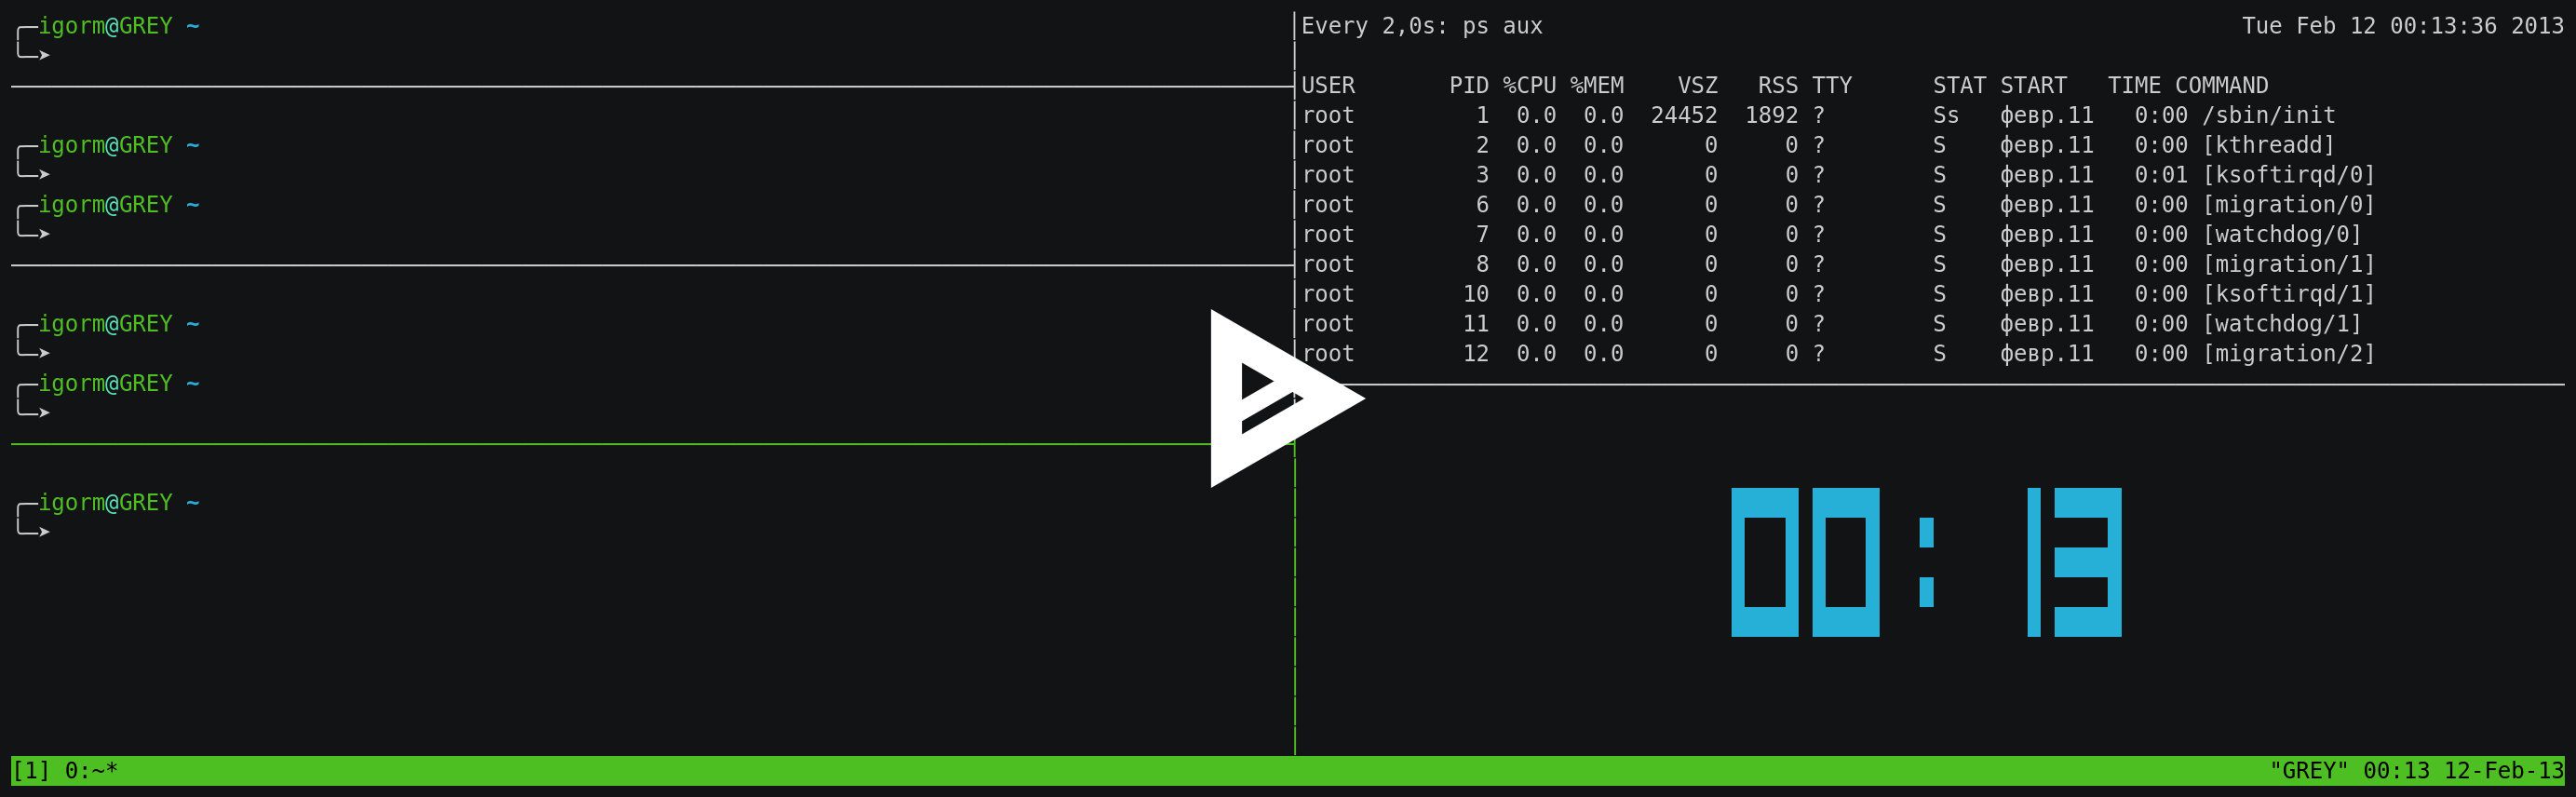 ╭─igorm@GREY ~
╰─➤
╭─igorm@GREY ~
╰─➤
╭─igorm@GREY ~
╰─➤
╭─igorm@GREY ~
╰─➤
╭─igorm@GREY ~
╰─➤
╭─igorm@GREY ~
╰─➤
Every 2,0s: ps aux Tue Feb 12 00:13:36 2013
USER PID %CPU %MEM VSZ RSS TTY STAT START TIME COMMAND
root 1 0.0 0.0 24452 1892 ? Ss февр.11 0:00 /sbin/init
root 2 0.0 0.0 0 0 ? S февр.11 0:00 [kthreadd]
root 3 0.0 0.0 0 0 ? S февр.11 0:01 [ksoftirqd/0]
root 6 0.0 0.0 0 0 ? S февр.11 0:00 [migration/0]
root 7 0.0 0.0 0 0 ? S февр.11 0:00 [watchdog/0]
root 8 0.0 0.0 0 0 ? S февр.11 0:00 [migration/1]
root 10 0.0 0.0 0 0 ? S февр.11 0:00 [ksoftirqd/1]
root 11 0.0 0.0 0 0 ? S февр.11 0:00 [watchdog/1]
root 12 0.0 0.0 0 0 ? S февр.11 0:00 [migration/2]
00:13
[1] 0:~* "GREY" 00:13 12-Feb-13